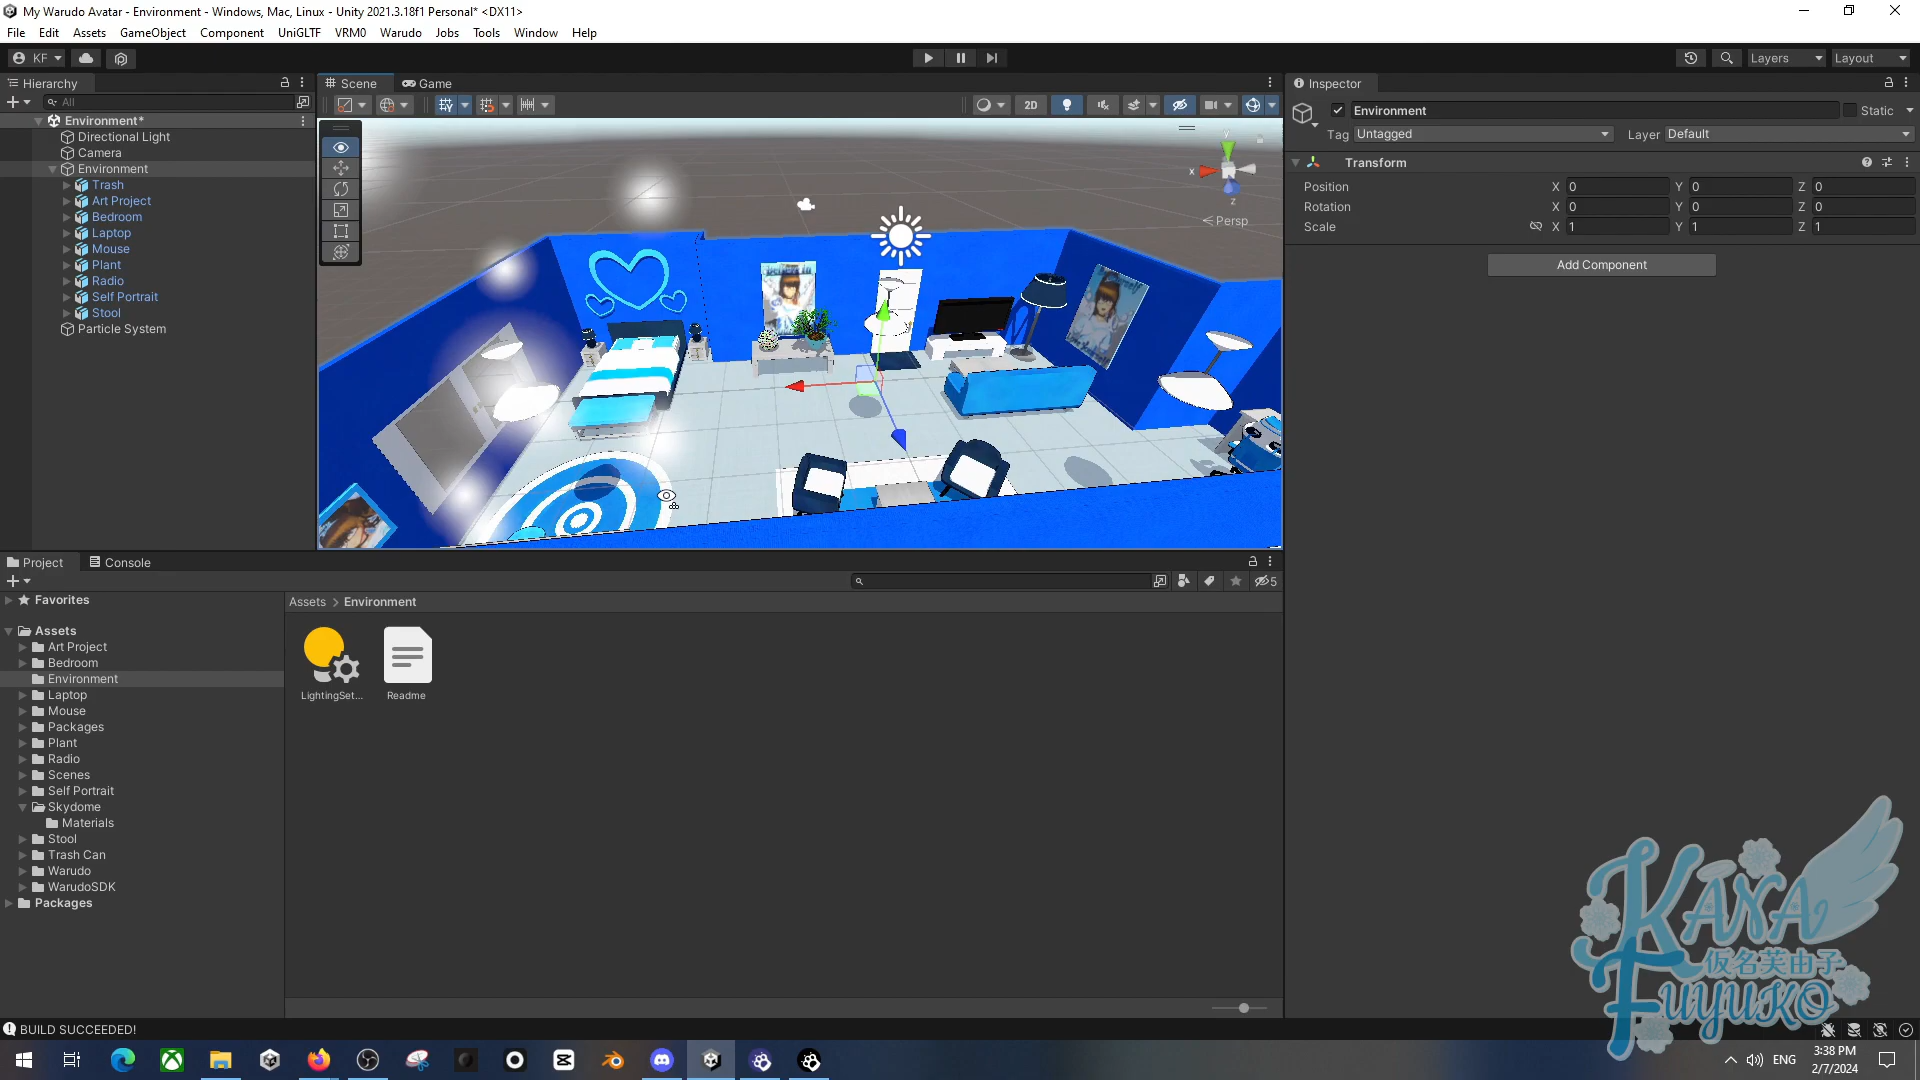 My Warudo Avatar - Environment - Windows, Mac, Linux - Unity 2021.3.18f1 Personal* <DX11>
File Edit Assets GameObject Component UniGLTF VRM0 Warudo Jobs Tools Window Help
KF Layers Layout
Hierarchy
All
Environment*
Directional Light
Camera
Environment
Trash
Art Project
Bedroom
Laptop
Mouse
Plant
Radio
Self Portrait
Stool
Particle System
Scene Game
2D
y
x
z
Persp
Inspector
Environment Static
Tag Untagged Layer Default
Transform
Position X 0 Y 0 Z 0
Rotation X 0 Y 0 Z 0
Scale X 1 Y 1 Z 1
Add Component
Project Console
5
Favorites
Assets
Art Project
Bedroom
Environment
Laptop
Mouse
Packages
Plant
Radio
Scenes
Self Portrait
Skydome
Materials
Stool
Trash Can
Warudo
WarudoSDK
Packages
Assets > Environment
LightingSet...
Readme
BUILD SUCCEEDED!
KANA
仮名芙由子
FUYUKO
ENG
3:38 PM
2/7/2024